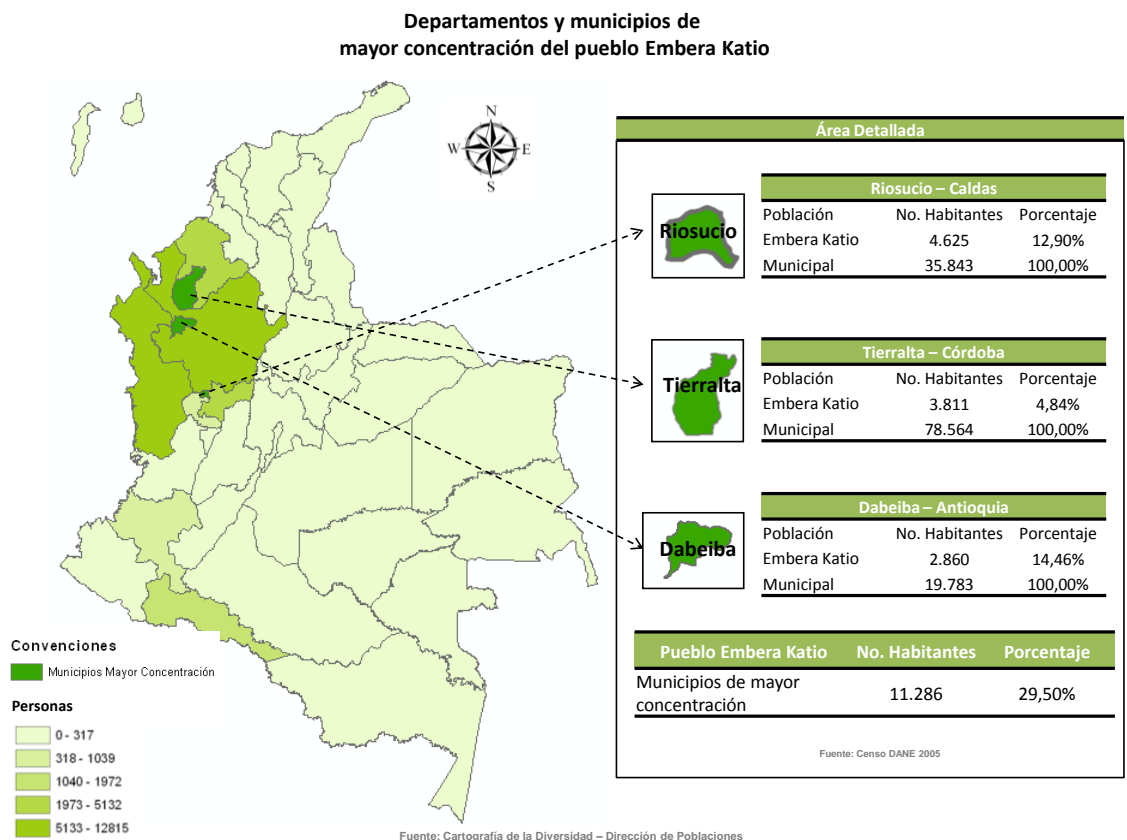 Departamentos y municipios de
mayor concentración del pueblo Embera Katio
N
W
E
S
Área Detallada
Riosucio
Riosucio – Caldas
Población No. Habitantes Porcentaje
Embera Katio 4.625 12,90%
Municipal 35.843 100,00%
Tierralta
Tierralta – Córdoba
Población No. Habitantes Porcentaje
Embera Katio 3.811 4,84%
Municipal 78.564 100,00%
Dabeiba
Dabeiba – Antioquia
Población No. Habitantes Porcentaje
Embera Katio 2.860 14,46%
Municipal 19.783 100,00%
Pueblo Embera Katio No. Habitantes Porcentaje
Municipios de mayor
concentración 11.286 29,50%
Fuente: Censo DANE 2005
Convenciones
Municipios Mayor Concentración
Personas
0 - 317
318 - 1039
1040 - 1972
1973 - 5132
5133 - 12815
Fuente: Cartografía de la Diversidad – Dirección de Poblaciones